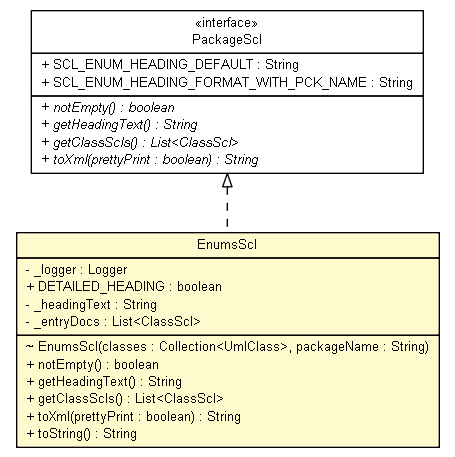 «interface»
PackageScl
+ SCL_ENUM_HEADING_DEFAULT : String
+ SCL_ENUM_HEADING_FORMAT_WITH_PCK_NAME : String
+ notEmpty() : boolean
+ getHeadingText() : String
+ getClassScls() : List<ClassScl>
+ toXml(prettyPrint : boolean) : String
EnumsScl
- _logger : Logger
+ DETAILED_HEADING : boolean
- _headingText : String
- _entryDocs : List<ClassScl>
~ EnumsScl(classes : Collection<UmlClass>, packageName : String)
+ notEmpty() : boolean
+ getHeadingText() : String
+ getClassScls() : List<ClassScl>
+ toXml(prettyPrint : boolean) : String
+ toString() : String